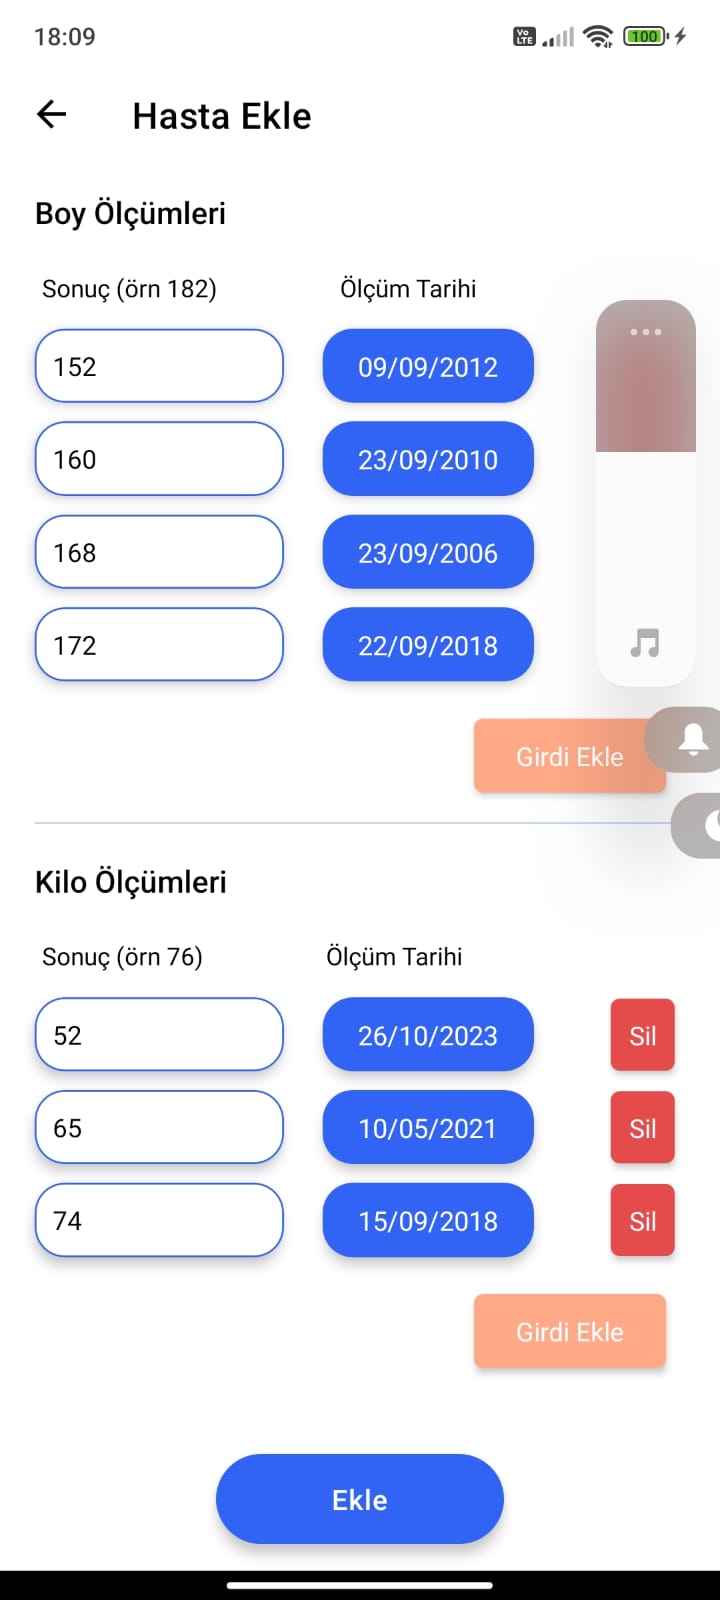 18:09
Vo LTE
100
Hasta Ekle
Boy Ölçümleri
Sonuç (örn 182) Ölçüm Tarihi
152 09/09/2012
160 23/09/2010
168 23/09/2006
172 22/09/2018
Girdi Ekle
Kilo Ölçümleri
Sonuç (örn 76) Ölçüm Tarihi
52 26/10/2023 Sil
65 10/05/2021 Sil
74 15/09/2018 Sil
Girdi Ekle
Ekle